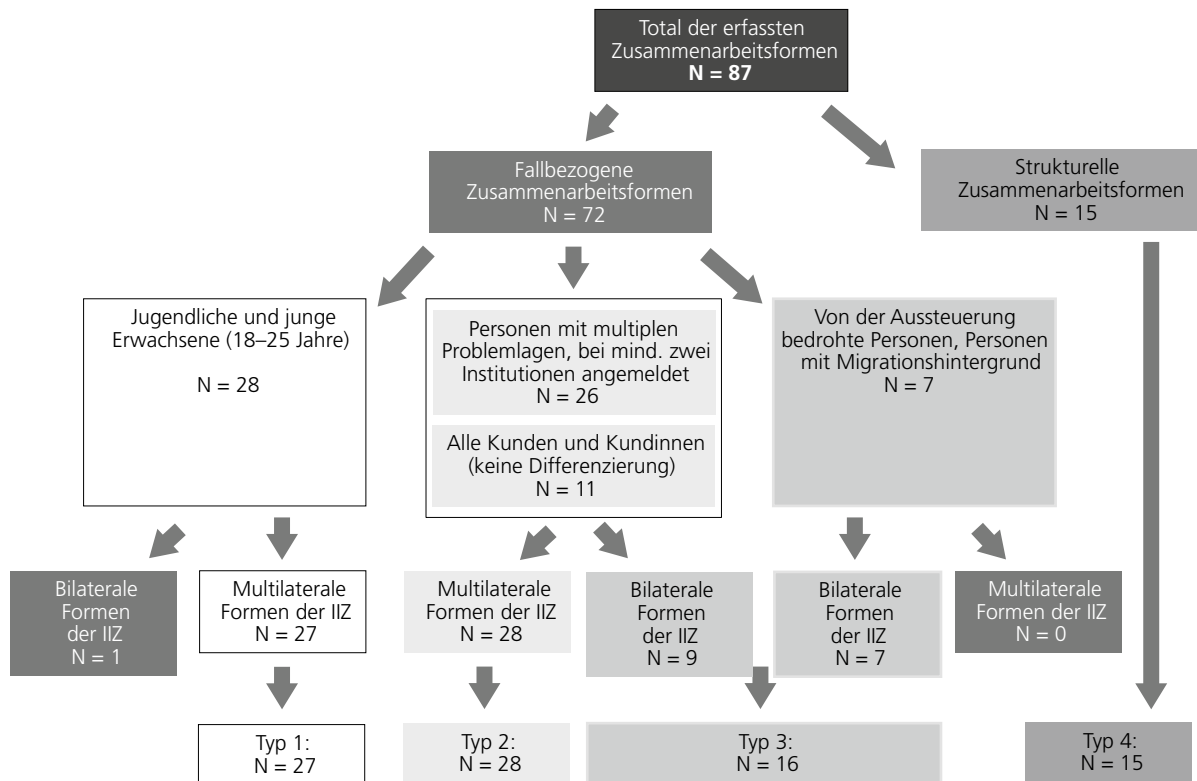 Total der erfassten
Zusammenarbeitsformen
N = 87
Fallbezogene
Zusammenarbeitsformen
N = 72
Strukturelle
Zusammenarbeitsformen
N = 15
Jugendliche und junge
Erwachsene (18–25 Jahre)
N = 28
Personen mit multiplen
Problemlagen, bei mind. zwei
Institutionen angemeldet
N = 26
Alle Kunden und Kundinnen
(keine Differenzierung)
N = 11
Von der Aussteuerung
bedrohte Personen, Personen
mit Migrationshintergrund
N = 7
Bilaterale
Formen
der IIZ
N = 1
Multilaterale
Formen der IIZ
N = 27
Multilaterale
Formen der IIZ
N = 28
Bilaterale
Formen
der IIZ
N = 9
Bilaterale
Formen
der IIZ
N = 7
Multilaterale
Formen der IIZ
N = 0
Typ 1:
N = 27
Typ 2:
N = 28
Typ 3:
N = 16
Typ 4:
N = 15